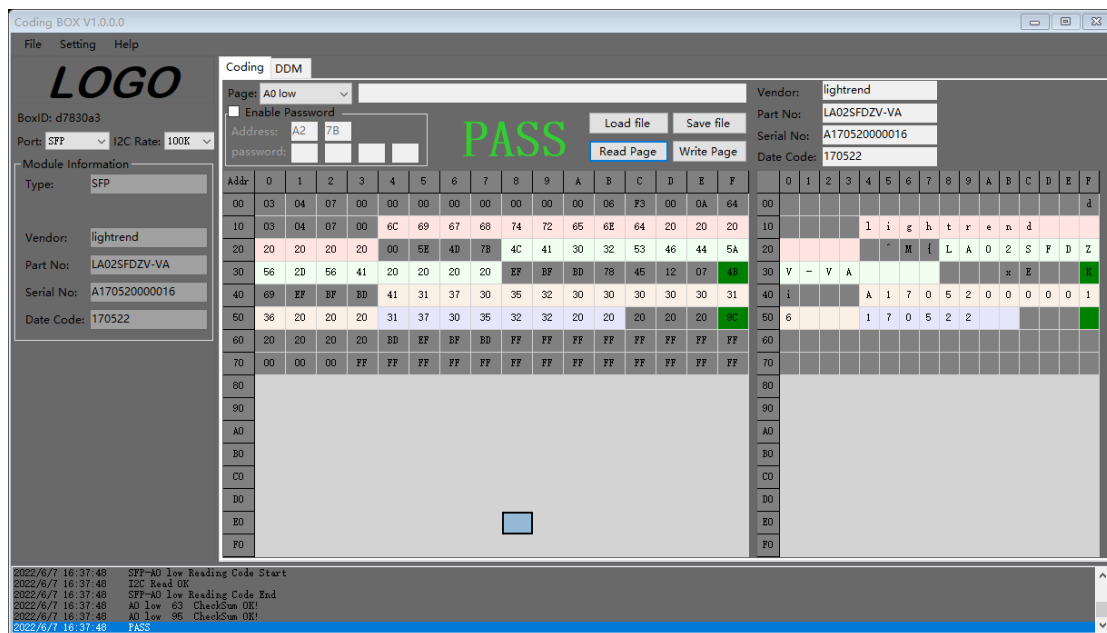 Coding BOX V1.0.0.0
File Setting Help
LOGO
BoxID: d7830a3
Port: SFP I2C Rate: 100K
Module Information
Type: SFP
Vendor: lightrend
Part No: LA02SFDZV-VA
Serial No: A170520000016
Date Code: 170522
Coding DDM
Page: A0 low
Enable Password
Address: A2 7B
password:
PASS
Load file Save file
Read Page Write Page
Vendor: lightrend
Part No: LA02SFDZV-VA
Serial No: A170520000016
Date Code: 170522
Addr 0 1 2 3 4 5 6 7 8 9 A B C D E F
00 03 04 07 00 00 00 00 00 00 00 00 06 F3 00 0A 64
10 03 04 07 00 6C 69 67 68 74 72 65 6E 64 20 20 20
20 20 20 20 20 00 5E 4D 7B 4C 41 30 32 53 46 44 5A
30 56 2D 56 41 20 20 20 20 EF BF BD 78 45 12 07 4B
40 69 EF BF BD 41 31 37 30 35 32 30 30 30 30 30 31
50 36 20 20 20 31 37 30 35 32 32 20 20 20 20 20 9C
60 20 20 20 20 BD EF BF BD FF FF FF FF FF FF FF FF
70 00 00 00 FF FF FF FF FF FF FF FF FF FF FF FF FF
80
90
A0
B0
C0
D0
E0
F0
0 1 2 3 4 5 6 7 8 9 A B C D E F
00 d
10 l i g h t r e n d
20 ^ M { L A 0 2 S F D Z
30 V - V A x E K
40 i A 1 7 0 5 2 0 0 0 0 0 1
50 6 1 7 0 5 2 2
60
70
80
90
A0
B0
C0
D0
E0
F0
2022/6/7 16:37:48 SFP-A0 low Reading Code Start
2022/6/7 16:37:48 I2C Read OK
2022/6/7 16:37:48 SFP-A0 low Reading Code End
2022/6/7 16:37:48 A0 low 63 CheckSum OK!
2022/6/7 16:37:48 A0 low 95 CheckSum OK!
2022/6/7 16:37:48 PASS